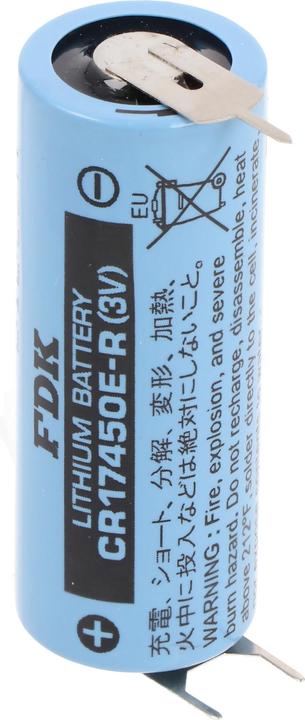 FDK
LITHIUM BATTERY
CR17450E-R (3V)
EU
充電、ショート、分解、変形、加熱、
火中に投入などは絶対にしないこと。
WARNING : Fire, explosion, and severe
burn hazard. Do not recharge, disassemble, heat
above 212°F, solder directly to the cell, incinerate